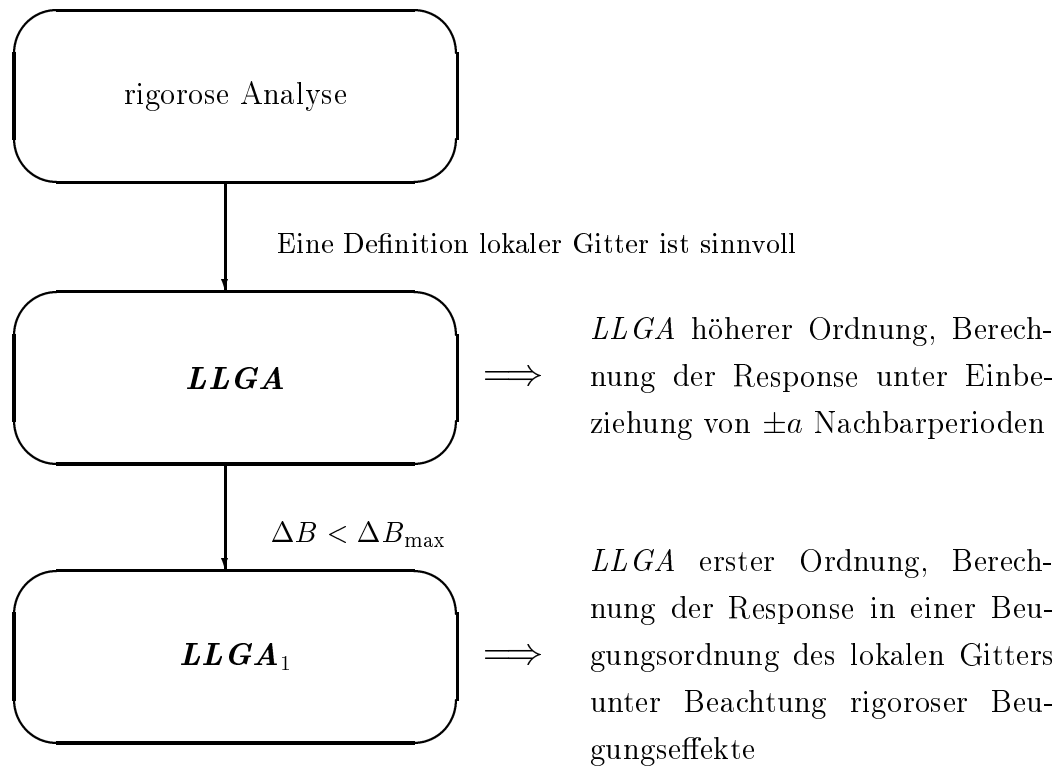 rigorose Analyse
Eine Definition lokaler Gitter ist sinnvoll
LLGA
⟹
LLGA höherer Ordnung, Berech-
nung der Response unter Einbe-
ziehung von ±a Nachbarperioden
ΔB < ΔB_max
LLGA₁
⟹
LLGA erster Ordnung, Berech-
nung der Response in einer Beu-
gungsordnung des lokalen Gitters
unter Beachtung rigoroser Beu-
gungseffekte